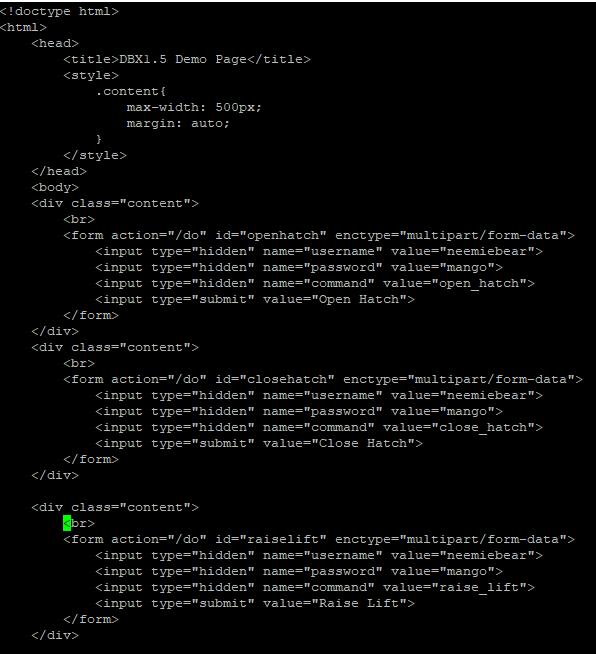 <!doctype html>
<html>
    <head>
        <title>DBX1.5 Demo Page</title>
        <style>
            .content{
                max-width: 500px;
                margin: auto;
            }
        </style>
    </head>
    <body>
    <div class="content">
        <br>
        <form action="/do" id="openhatch" enctype="multipart/form-data">
            <input type="hidden" name="username" value="neemiebear">
            <input type="hidden" name="password" value="mango">
            <input type="hidden" name="command" value="open_hatch">
            <input type="submit" value="Open Hatch">
        </form>
    </div>
    <div class="content">
        <br>
        <form action="/do" id="closehatch" enctype="multipart/form-data">
            <input type="hidden" name="username" value="neemiebear">
            <input type="hidden" name="password" value="mango">
            <input type="hidden" name="command" value="close_hatch">
            <input type="submit" value="Close Hatch">
        </form>
    </div>

    <div class="content">
        <br>
        <form action="/do" id="raiselift" enctype="multipart/form-data">
            <input type="hidden" name="username" value="neemiebear">
            <input type="hidden" name="password" value="mango">
            <input type="hidden" name="command" value="raise_lift">
            <input type="submit" value="Raise Lift">
        </form>
    </div>